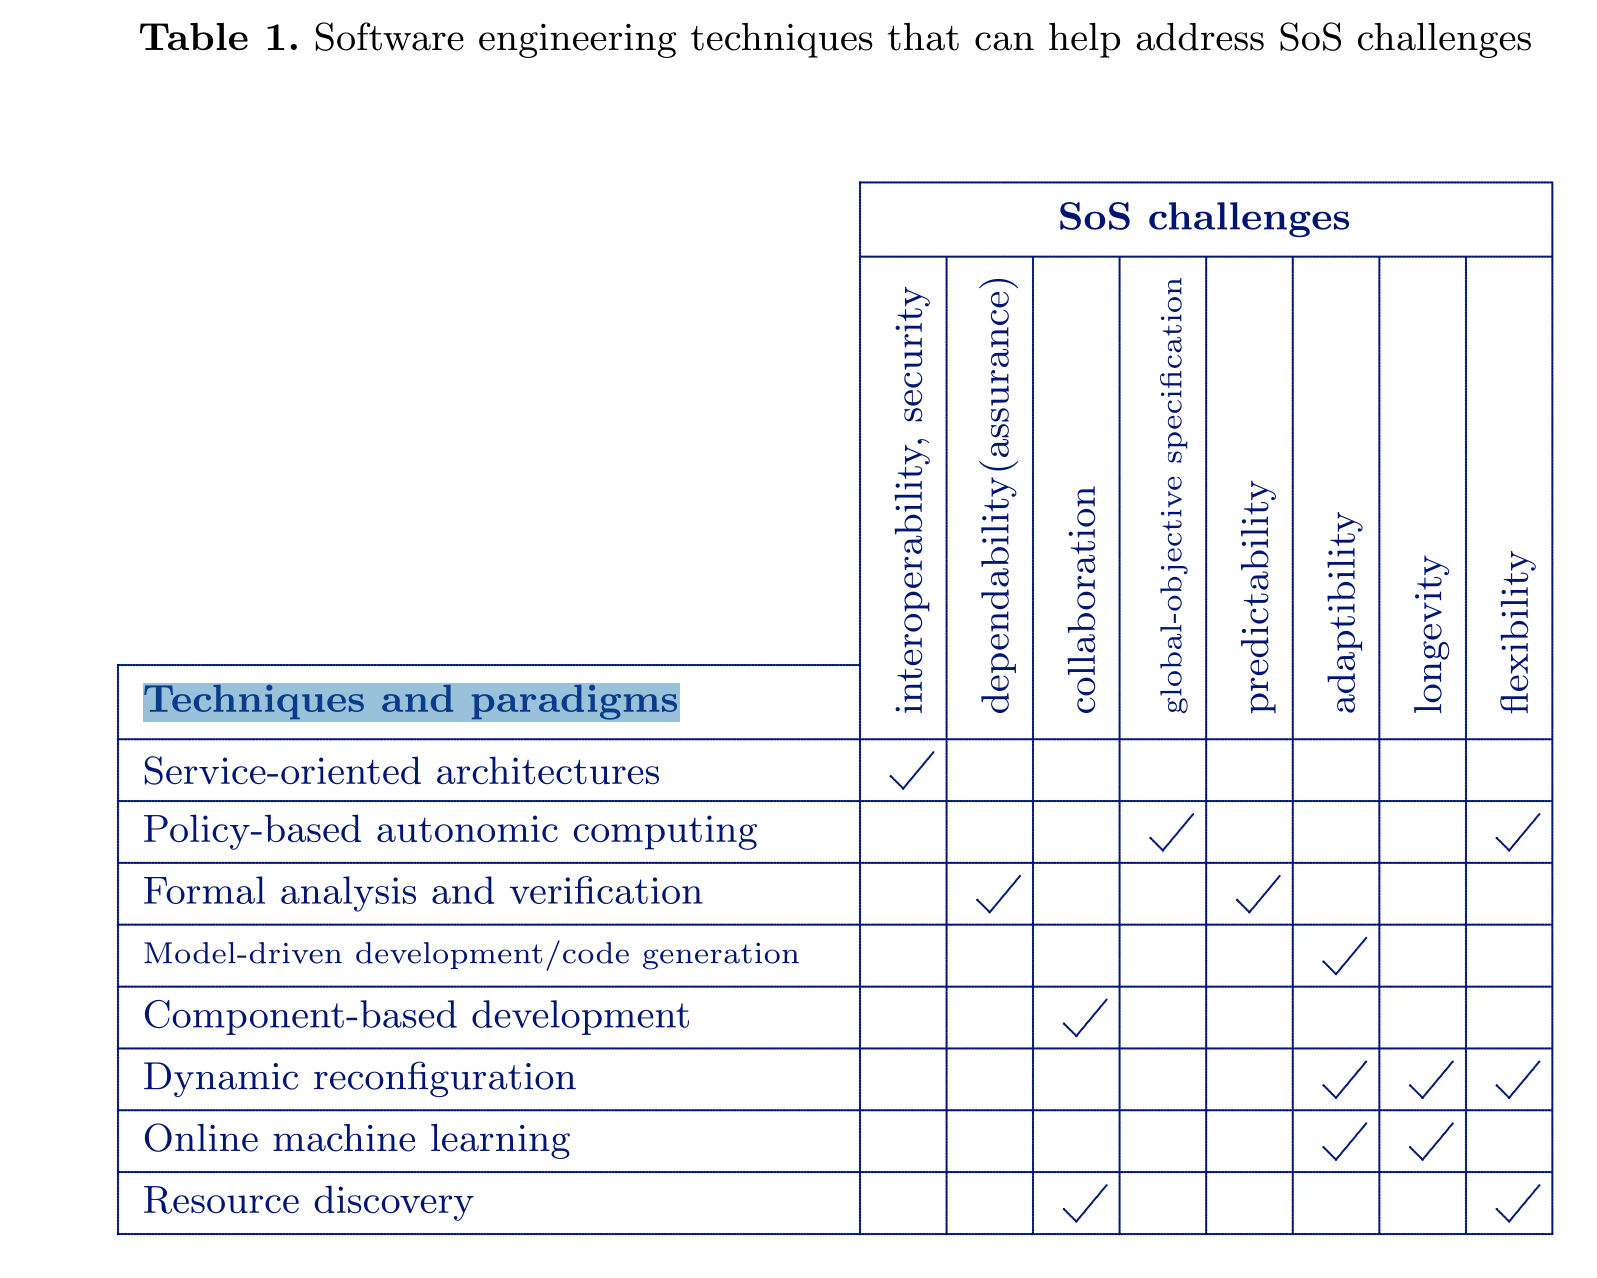 Table 1. Software engineering techniques that can help address SoS challenges
SoS challenges
interoperability, security
dependability (assurance)
collaboration
global-objective specification
predictability
adaptibility
longevity
flexibility
Techniques and paradigms
Service-oriented architectures ✓
Policy-based autonomic computing ✓ ✓
Formal analysis and verification ✓ ✓
Model-driven development/code generation ✓
Component-based development ✓
Dynamic reconfiguration ✓ ✓ ✓
Online machine learning ✓ ✓
Resource discovery ✓ ✓